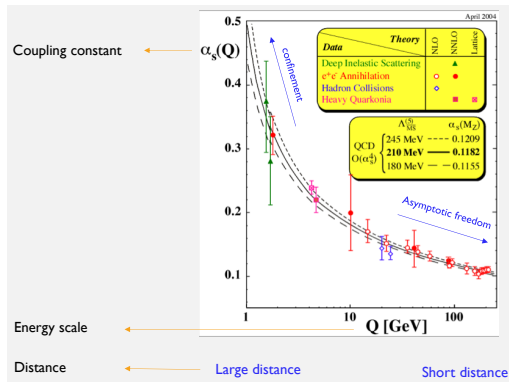 April 2004
Coupling constant
αs(Q)
0.5
0.4
0.3
0.2
0.1
confinement
Data Theory NLO NNLO Lattice
Deep Inelastic Scattering
e+e- Annihilation
Hadron Collisions
Heavy Quarkonia
Λ(5)MS αs(MZ)
QCD O(α4s)
245 MeV 0.1209
210 MeV 0.1182
180 MeV 0.1155
Asymptotic freedom
1 10 100
Energy scale
Q [GeV]
Distance
Large distance
Short distance